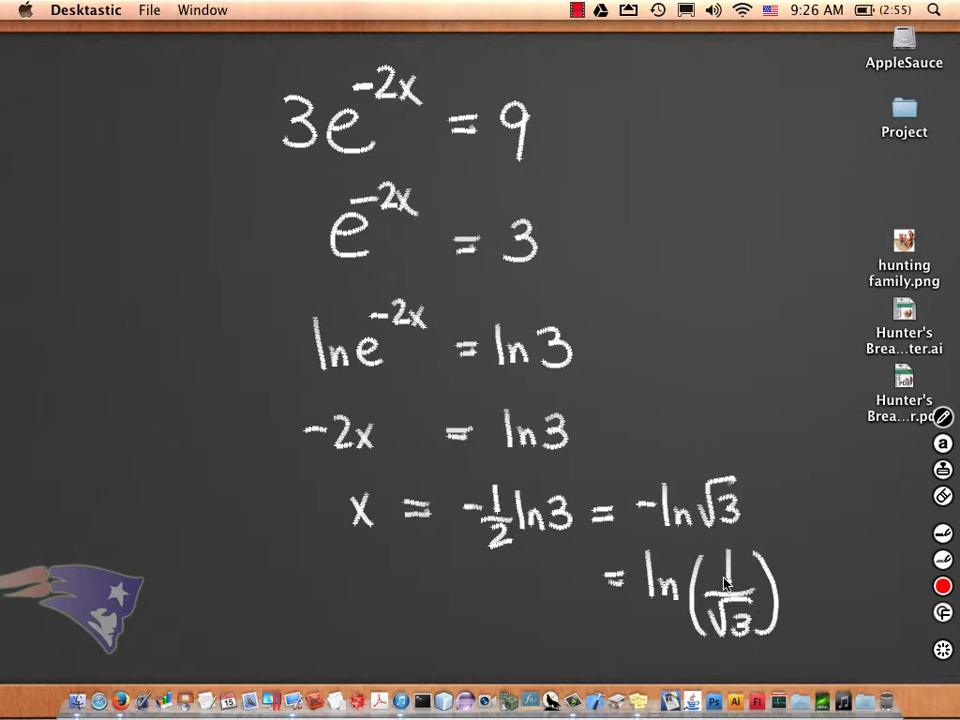 Desktastic File Window 9:26 AM (2:55)
AppleSauce
Project
3e^-2x = 9
e^-2x = 3
hunting
family.png
ln e^-2x = ln 3
Hunter's
Brea...ter.ai
-2x = ln 3
Hunter's
Brea...r.pd
a
x = -1/2 ln 3 = -ln √3
= ln (1/√3)